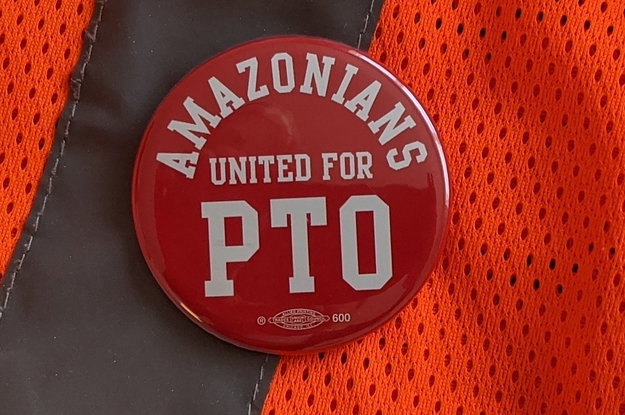 AMAZONIANS
UNITED FOR
PTO
® 600